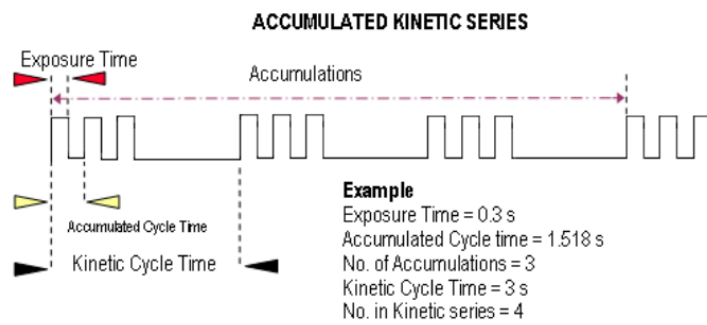 ACCUMULATED KINETIC SERIES
Exposure Time
Accumulations
Accumulated Cycle Time
Kinetic Cycle Time
Example
Exposure Time = 0.3 s
Accumulated Cycle time = 1.518 s
No. of Accumulations = 3
Kinetic Cycle Time = 3 s
No. in Kinetic series = 4